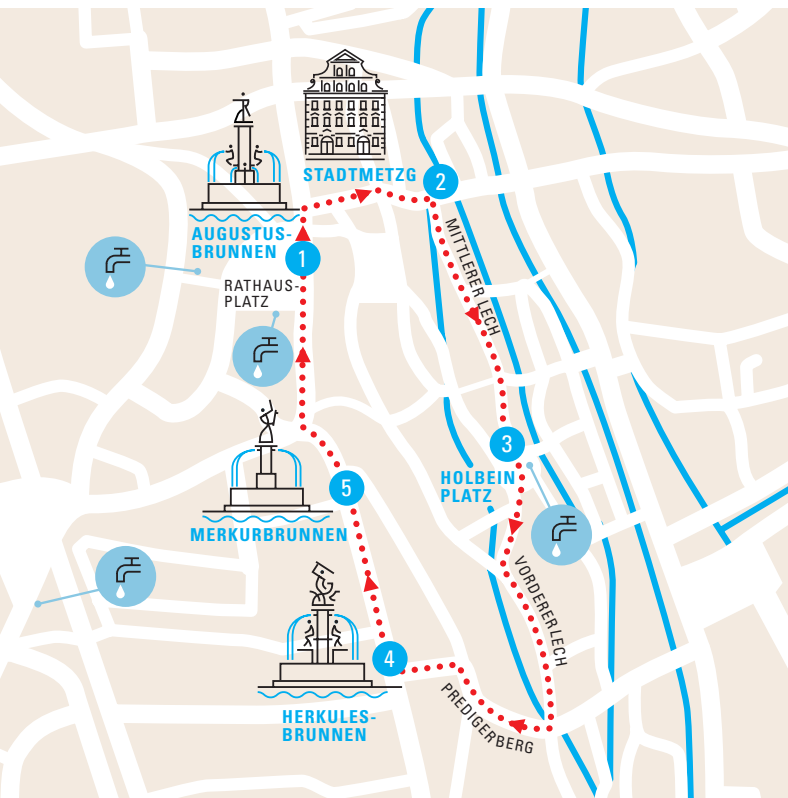 STADTMETZG
2
AUGUSTUS-
BRUNNEN
1
RATHAUS-
PLATZ
MITTLERER LECH
3
HOLBEIN
PLATZ
5
MERKURBRUNNEN
VORDERER LECH
4
PREDIGERBERG
HERKULES-
BRUNNEN